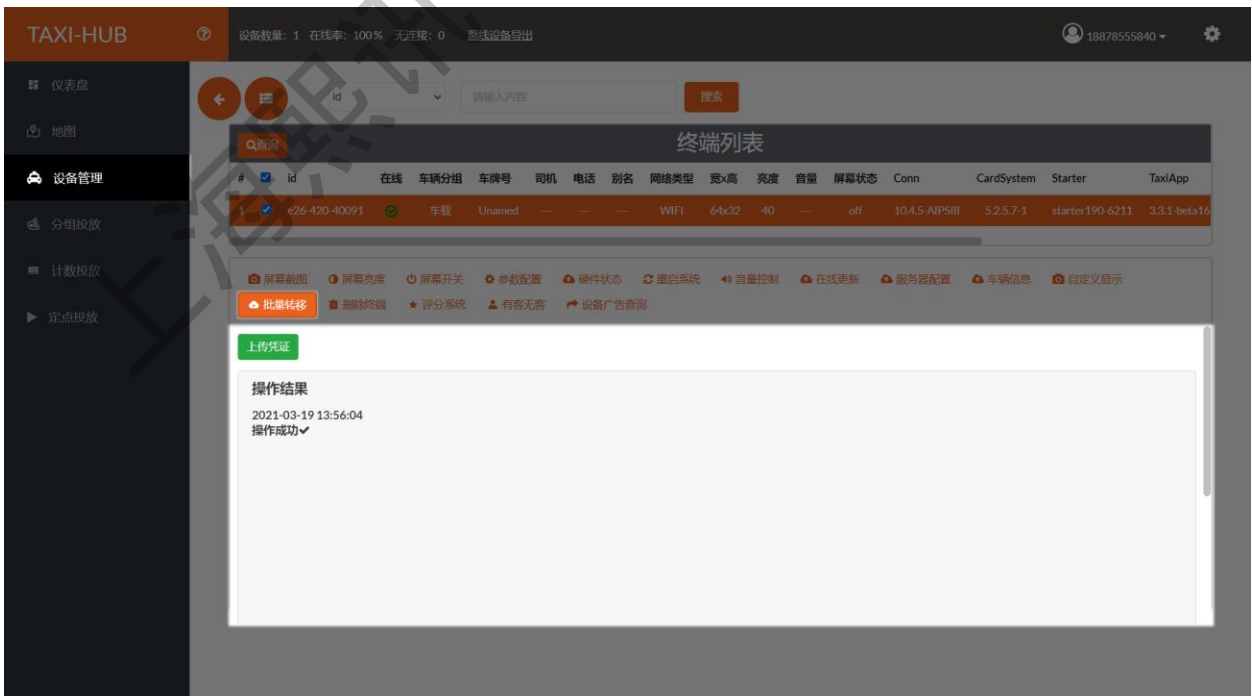 TAXI-HUB
设备数量: 1 在线率: 100% 无连接: 0 离线设备导出
18878555840
仪表盘
地图
设备管理
分组投放
计数投放
定点投放
id
请输入内容
搜索
查询
终端列表
# id 在线 车辆分组 车牌号 司机 电话 别名 网络类型 宽x高 亮度 音量 屏幕状态 Conn CardSystem Starter TaxiApp
1 e26-420-40091 车载 Unamed — — — WIFI 64x32 40 — off 10.4.5-AIPSIII 5.2.5.7-1 starter190-6211 3.3.1-beta16
屏幕截图 屏幕亮度 屏幕开关 参数配置 硬件状态 重启系统 音量控制 在线更新 服务器配置 车辆信息 自定义显示
批量转移 删除终端 评分系统 有客无客 设备广告查询
上传凭证
操作结果
2021-03-19 13:56:04
操作成功✔
上海熙讯